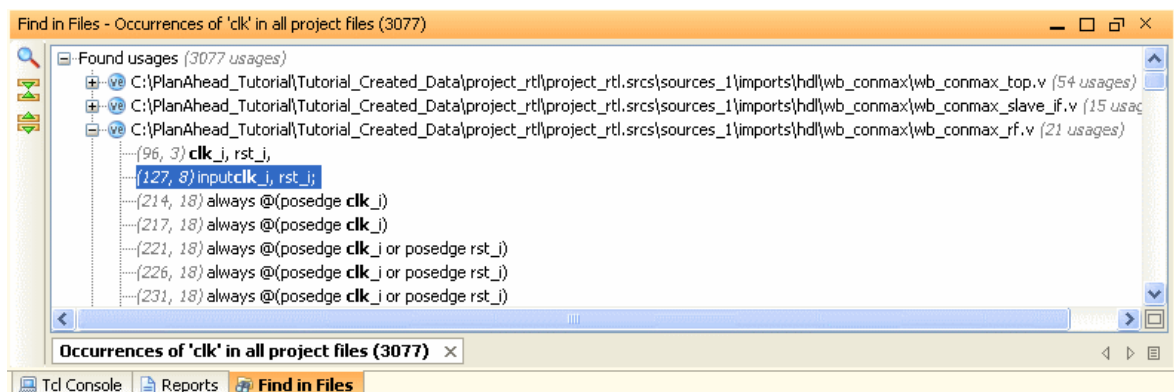 Find in Files - Occurrences of 'clk' in all project files (3077)
Found usages (3077 usages)
C:\PlanAhead_Tutorial\Tutorial_Created_Data\project_rtl\project_rtl.srcs\sources_1\imports\hdl\wb_conmax\wb_conmax_top.v (54 usages)
C:\PlanAhead_Tutorial\Tutorial_Created_Data\project_rtl\project_rtl.srcs\sources_1\imports\hdl\wb_conmax\wb_conmax_slave_if.v (15 usag
C:\PlanAhead_Tutorial\Tutorial_Created_Data\project_rtl\project_rtl.srcs\sources_1\imports\hdl\wb_conmax\wb_conmax_rf.v (21 usages)
(96, 3) clk_i, rst_i,
(127, 8) inputclk_i, rst_i;
(214, 18) always @(posedge clk_i)
(217, 18) always @(posedge clk_i)
(221, 18) always @(posedge clk_i or posedge rst_i)
(226, 18) always @(posedge clk_i or posedge rst_i)
(231, 18) always @(posedge clk_i or posedge rst_i)
Occurrences of 'clk' in all project files (3077)
Tcl Console Reports Find in Files